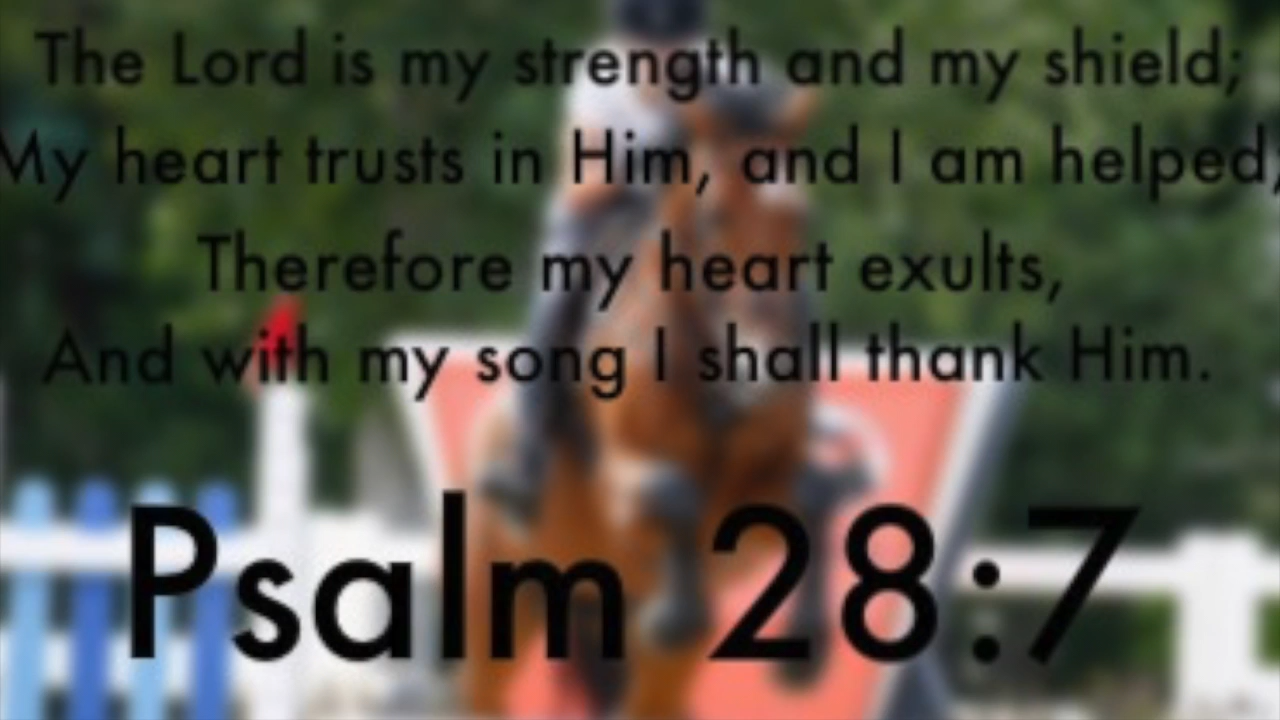 The Lord is my strength and my shield;
My heart trusts in Him, and I am helped;
Therefore my heart exults,
And with my song I shall thank Him.
Psalm 28:7